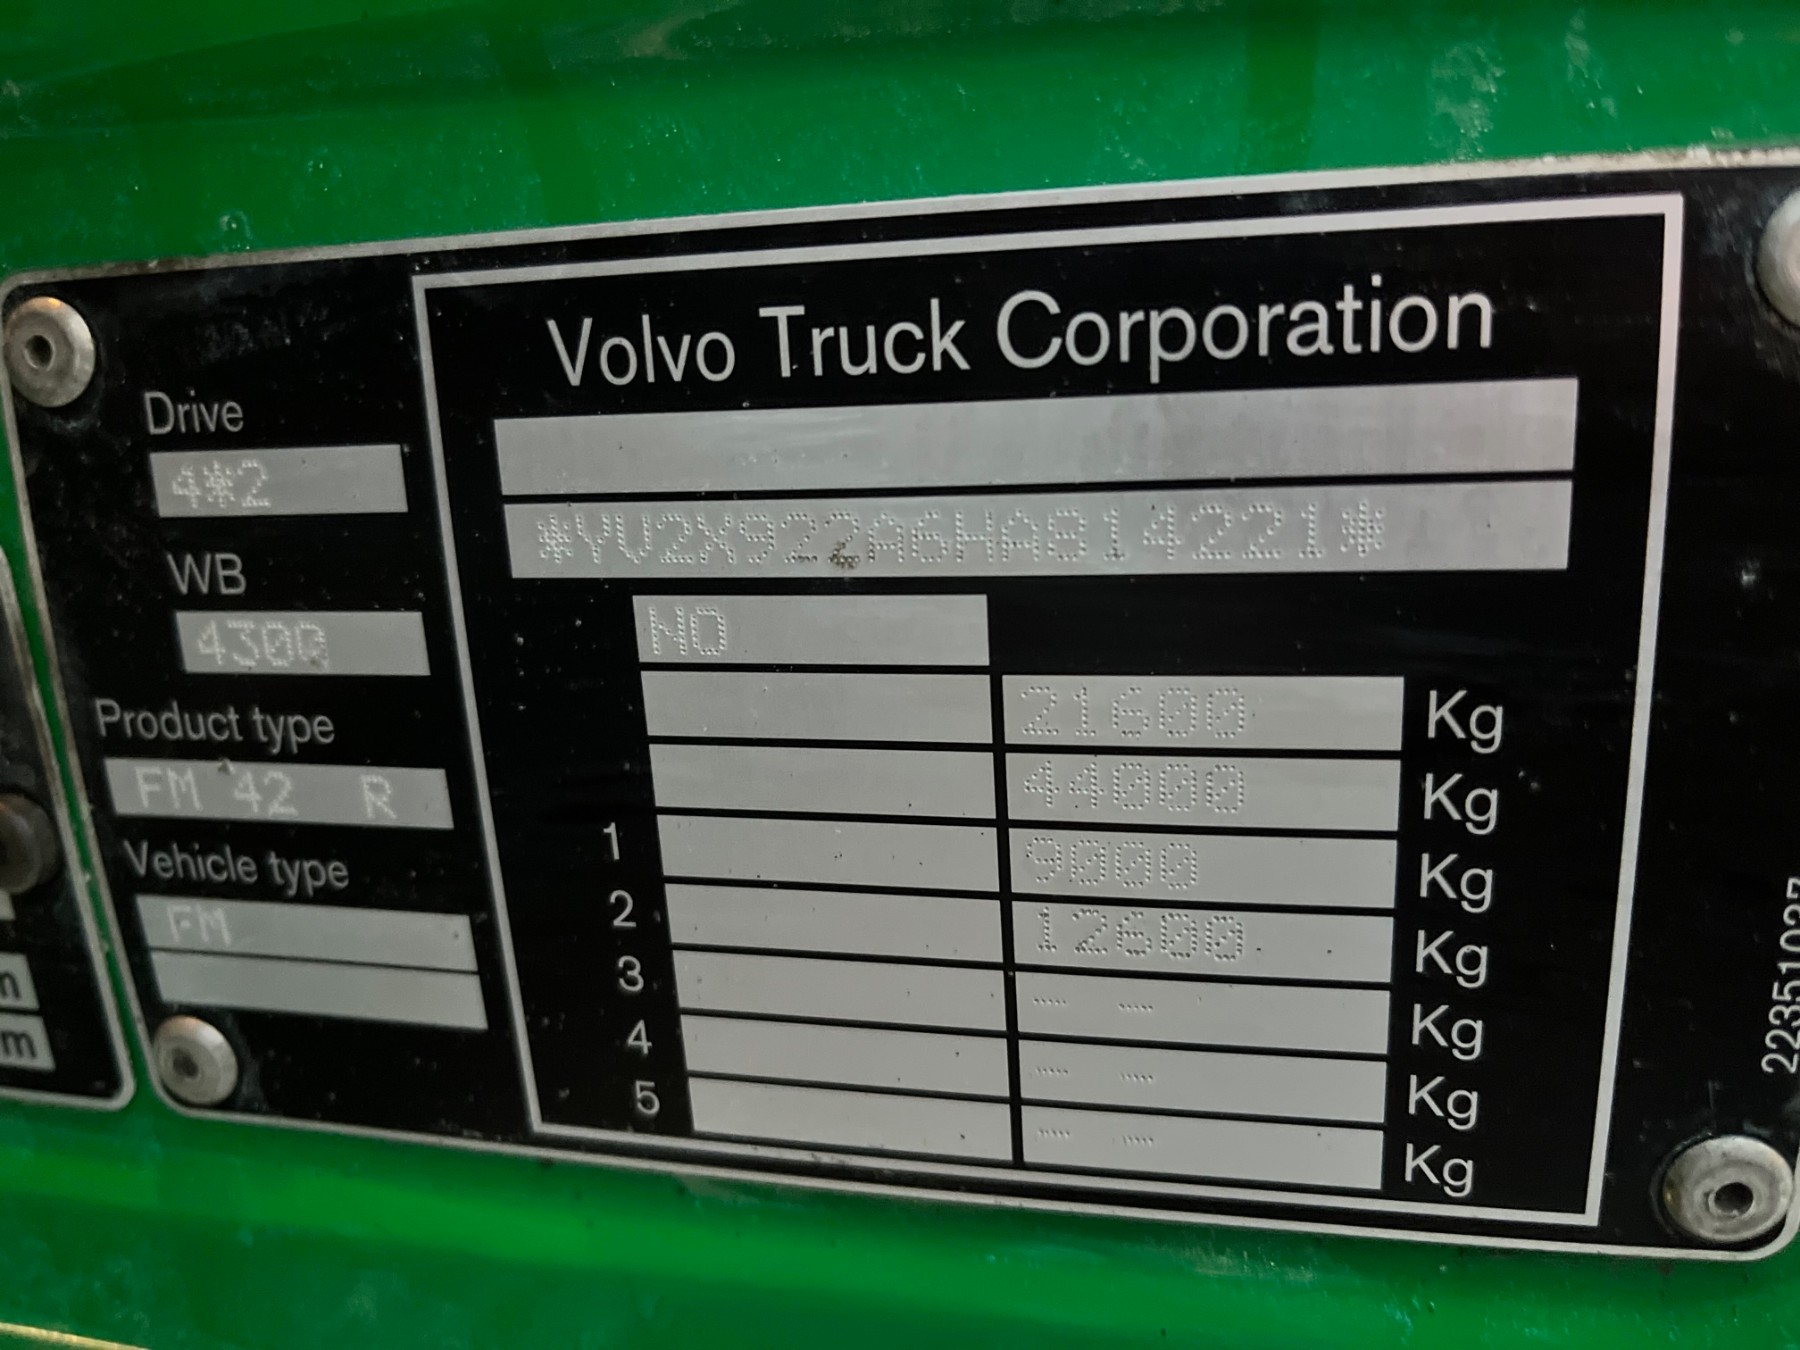 Volvo Truck Corporation
Drive
4*2
WB
4300
Product type
FM 42 R
Vehicle type
FM
*YV2X922A6HA814221*
NO
21600 Kg
44000 Kg
1 9000 Kg
2 12600 Kg
3 - - Kg
4 - - Kg
5 - - Kg
22351037
m